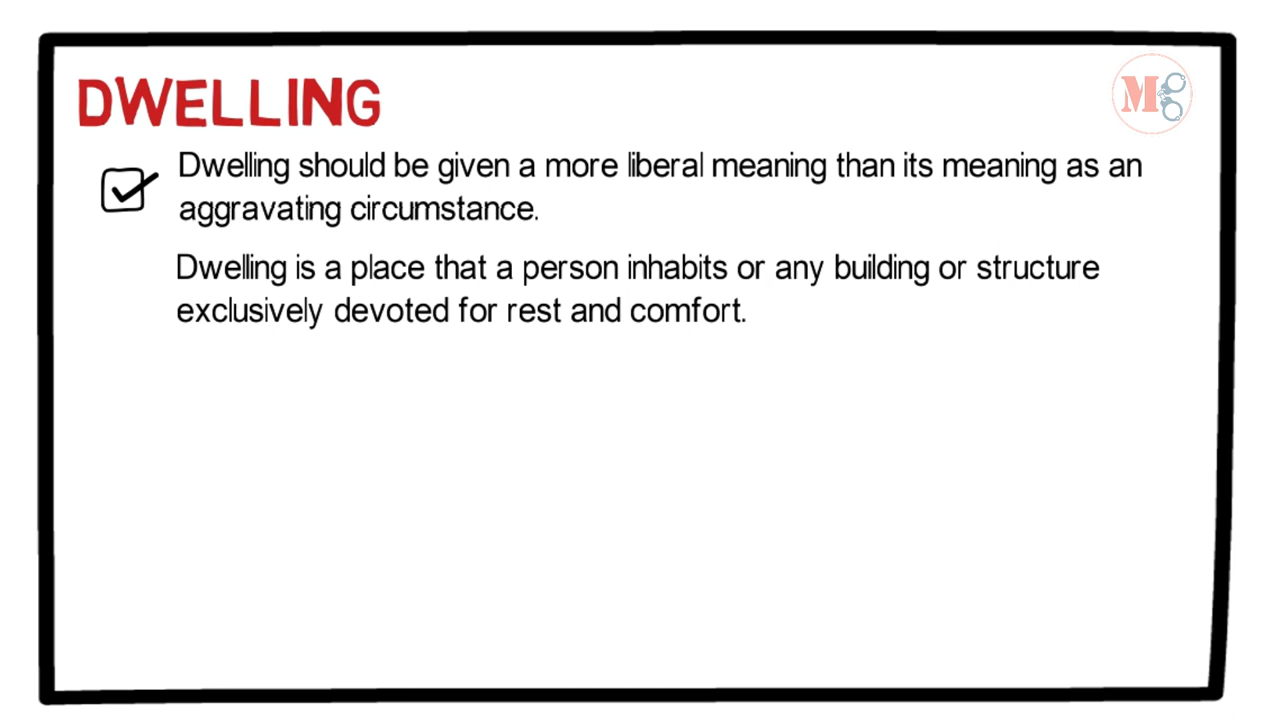 DWELLING
M
Dwelling should be given a more liberal meaning than its meaning as an
aggravating circumstance.
Dwelling is a place that a person inhabits or any building or structure
exclusively devoted for rest and comfort.